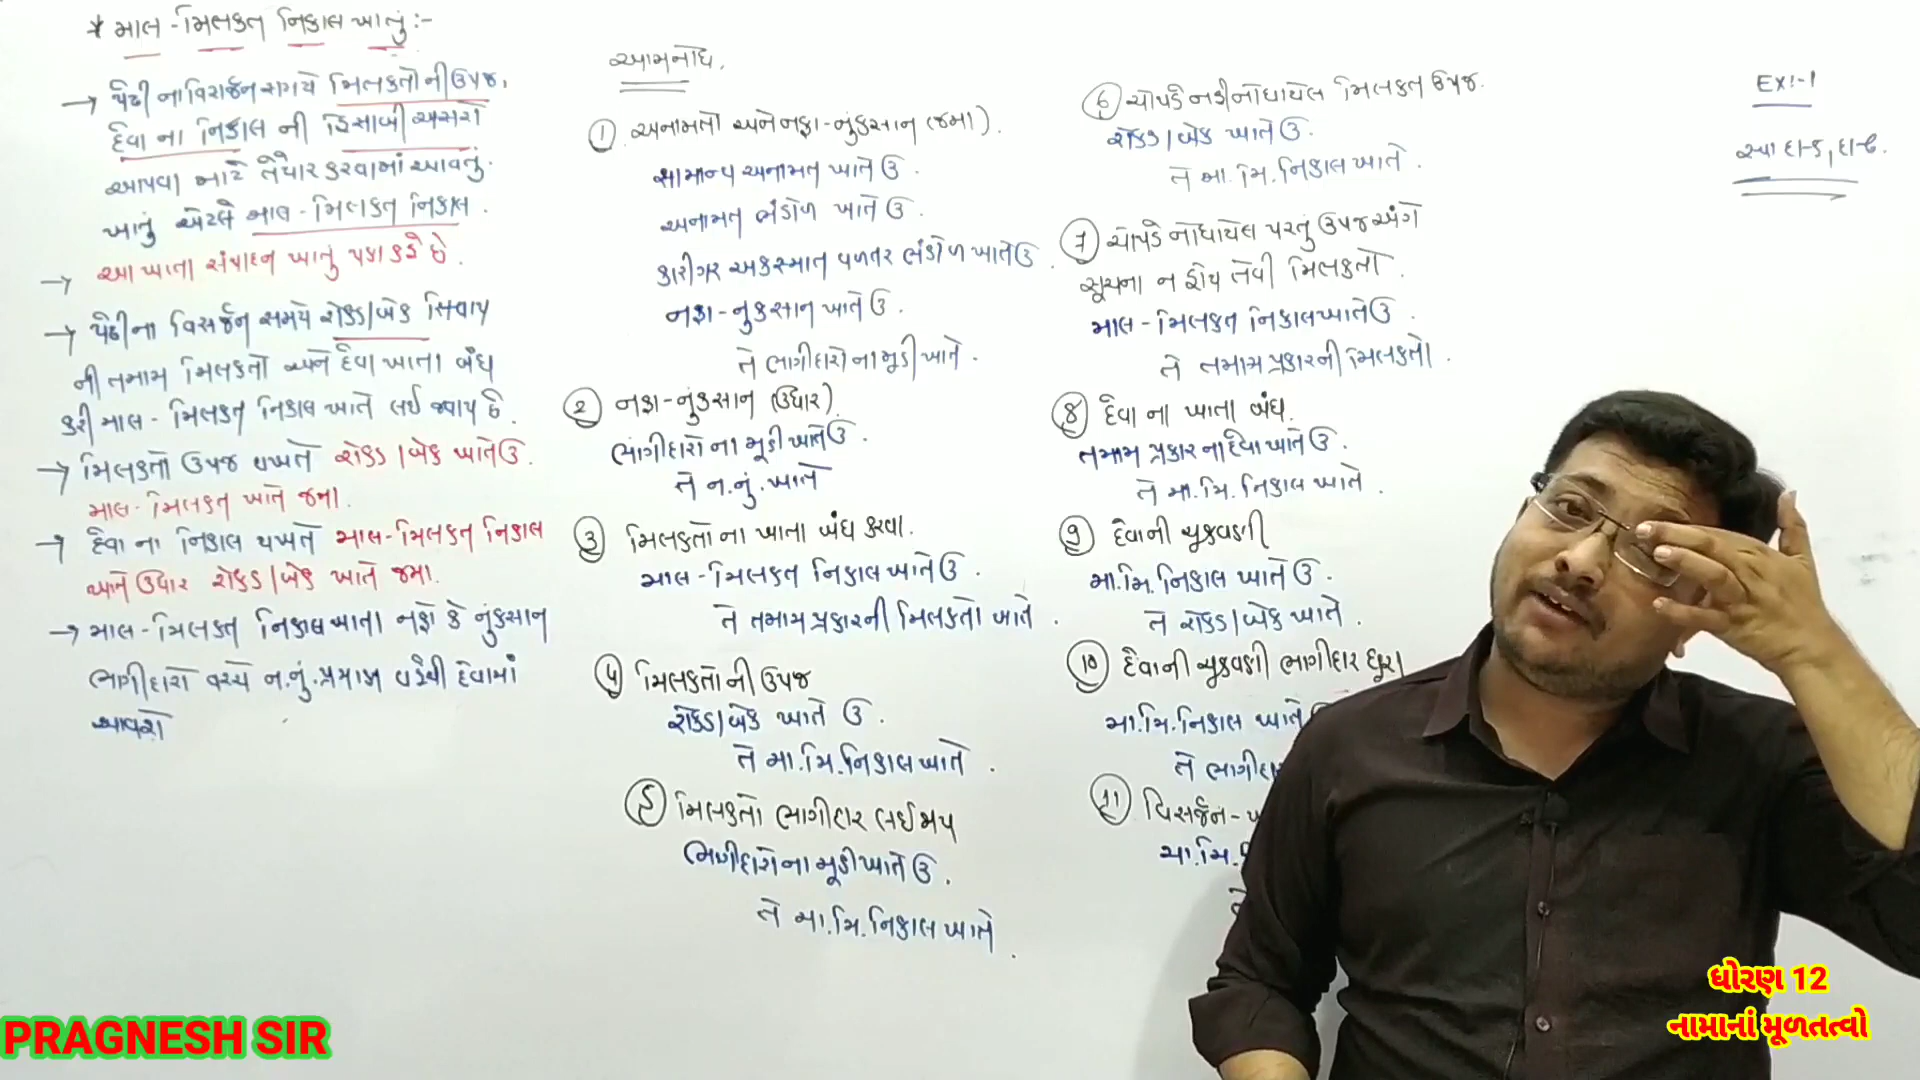 * માલ - મિલકત નિકાલ ખાતું :-
→ પેઢી ના વિસર્જન સમયે મિલકતો ની ઉપજ,
દેવા ના નિકાલ ની હિસાબી અસરો
આપવા માટે તૈયાર કરવામાં આવતું.
ખાતું એટલે માલ - મિલકત નિકાલ.
→ આ ખાતા સંપાદન ખાતું પણ કહે છે.
→ પેઢીના વિસર્જન સમયે રોકડ/બેંક સિવાય
ની તમામ મિલકતો અને દેવા ખાતા બંધ
કરી માલ - મિલકત નિકાલ ખાતે લઈ જવાય છે.
→ મિલકતો ઉપજ વખતે રોકડ/બેંક ખાતે ઉ.
માલ - મિલકત ખાતે જમા.
→ દેવા ના નિકાલ વખતે માલ-મિલકત નિકાલ
ખાતે ઉધાર રોકડ/બેંક ખાતે જમા.
→ માલ - મિલકત નિકાલ ખાતા નફો કે નુંકસાન
ભાગીદારો વચ્ચે ન.નું. પ્રમાણ વહેંચી દેવામાં
આવશે
આમનોંધ.
① અનામતો અને નફા - નુંકસાન (જમા).
સામાન્ય અનામત ખાતે ઉ.
અનામત ભંડોળ ખાતે ઉ.
કારીગર અકસ્માત વળતર ભંડોળ ખાતે ઉ.
નફા - નુકસાન ખાતે ઉ.
તે ભાગીદારો ના મૂડી ખાતે.
② નફા - નુંકસાન (ઉધાર).
ભાગીદારો ના મૂડી ખાતે ઉ.
તે ન.નું. ખાતે
③ મિલકતો ના ખાતા બંધ કરવા.
માલ - મિલકત નિકાલ ખાતે ઉ.
તે તમામ પ્રકારની મિલકતો ખાતે.
④ મિલકતો ની ઉપજ
રોકડ/બેંક ખાતે ઉ.
તે મા.મિ. નિકાલ ખાતે.
⑤ મિલકતો ભાગીદાર લઈ જાય
ભાગીદારો ના મૂડી ખાતે ઉ.
તે મા.મિ. નિકાલ ખાતે.
⑥ ચોપડે નહી નોંધાયેલ મિલકત ઉપજ.
રોકડ/બેંક ખાતે ઉ.
તે મા.મિ. નિકાલ ખાતે.
⑦ ચોપડે નોંધાયેલ પરતું ઉપજ અંગે
સૂચના ન હોય તેવી મિલકતો.
માલ - મિલકત નિકાલ ખાતે ઉ.
તે તમામ પ્રકારની મિલકતો.
⑧ દેવા ના ખાતા બંધ.
તમામ પ્રકાર ના દેવા ખાતે ઉ.
તે મા.મિ. નિકાલ ખાતે.
⑨ દેવાની ચૂકવણી
મા.મિ. નિકાલ ખાતે ઉ.
તે રોકડ/બેંક ખાતે.
⑩ દેવાની ચૂકવણી ભાગીદાર દ્વારા
મા.મિ. નિકાલ ખાતે
તે ભાગીદા
⑪ વિસર્જન -
મા.મિ.
તે
Ex:-1
સ્વા
PRAGNESH SIR
ધોરણ 12
નામાનાં મૂળતત્વો